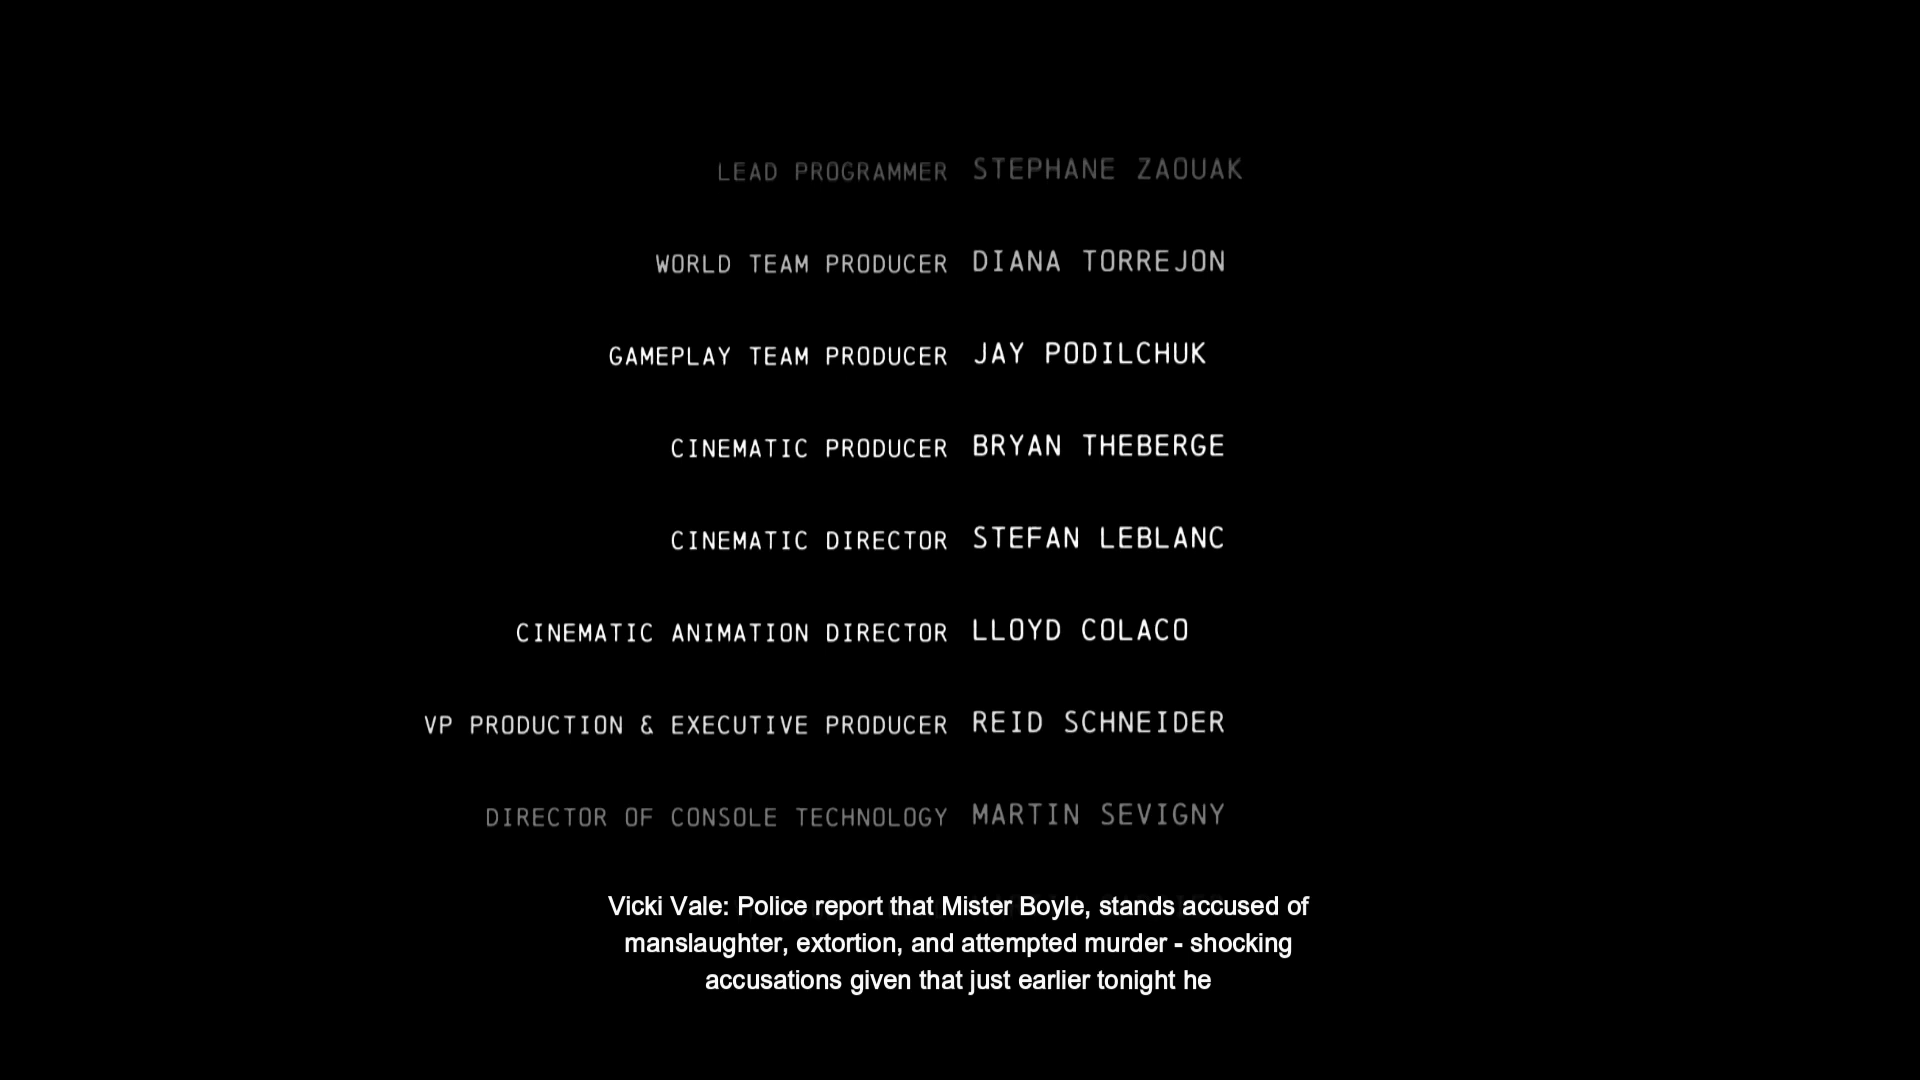 LEAD PROGRAMMER STEPHANE ZAOUAK
WORLD TEAM PRODUCER DIANA TORREJON
GAMEPLAY TEAM PRODUCER JAY PODILCHUK
CINEMATIC PRODUCER BRYAN THEBERGE
CINEMATIC DIRECTOR STEFAN LEBLANC
CINEMATIC ANIMATION DIRECTOR LLOYD COLACO
VP PRODUCTION & EXECUTIVE PRODUCER REID SCHNEIDER
DIRECTOR OF CONSOLE TECHNOLOGY MARTIN SEVIGNY
Vicki Vale: Police report that Mister Boyle, stands accused of
manslaughter, extortion, and attempted murder - shocking
accusations given that just earlier tonight he